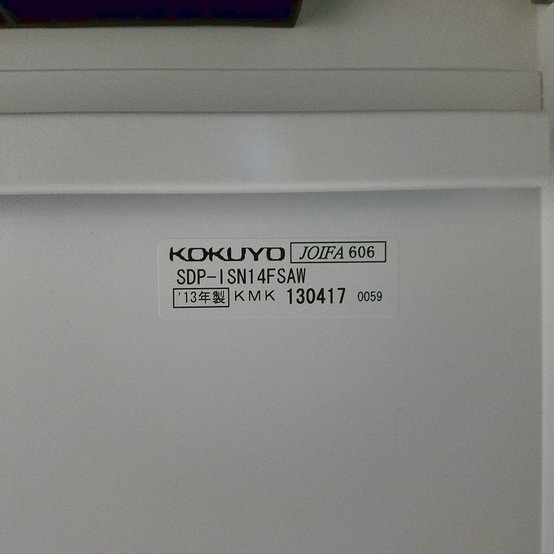 KOKUYO JOIFA 606
SDP-ISN14FSAW
'13年製 KMK 130417 0059